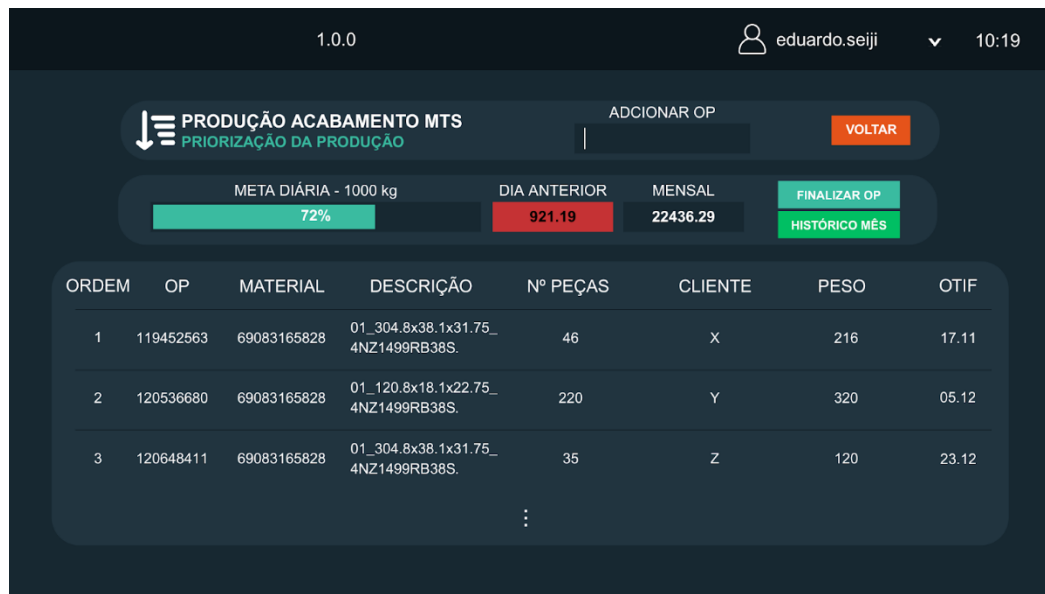 1.0.0
eduardo.seiji
10:19
PRODUÇÃO ACABAMENTO MTS
PRIORIZAÇÃO DA PRODUÇÃO
ADCIONAR OP
VOLTAR
META DIÁRIA - 1000 kg
72%
DIA ANTERIOR
921.19
MENSAL
22436.29
FINALIZAR OP
HISTÓRICO MÊS
ORDEM OP MATERIAL DESCRIÇÃO Nº PEÇAS CLIENTE PESO OTIF
1 119452563 69083165828 01_304.8x38.1x31.75_
4NZ1499RB38S. 46 X 216 17.11
2 120536680 69083165828 01_120.8x18.1x22.75_
4NZ1499RB38S. 220 Y 320 05.12
3 120648411 69083165828 01_304.8x38.1x31.75_
4NZ1499RB38S. 35 Z 120 23.12